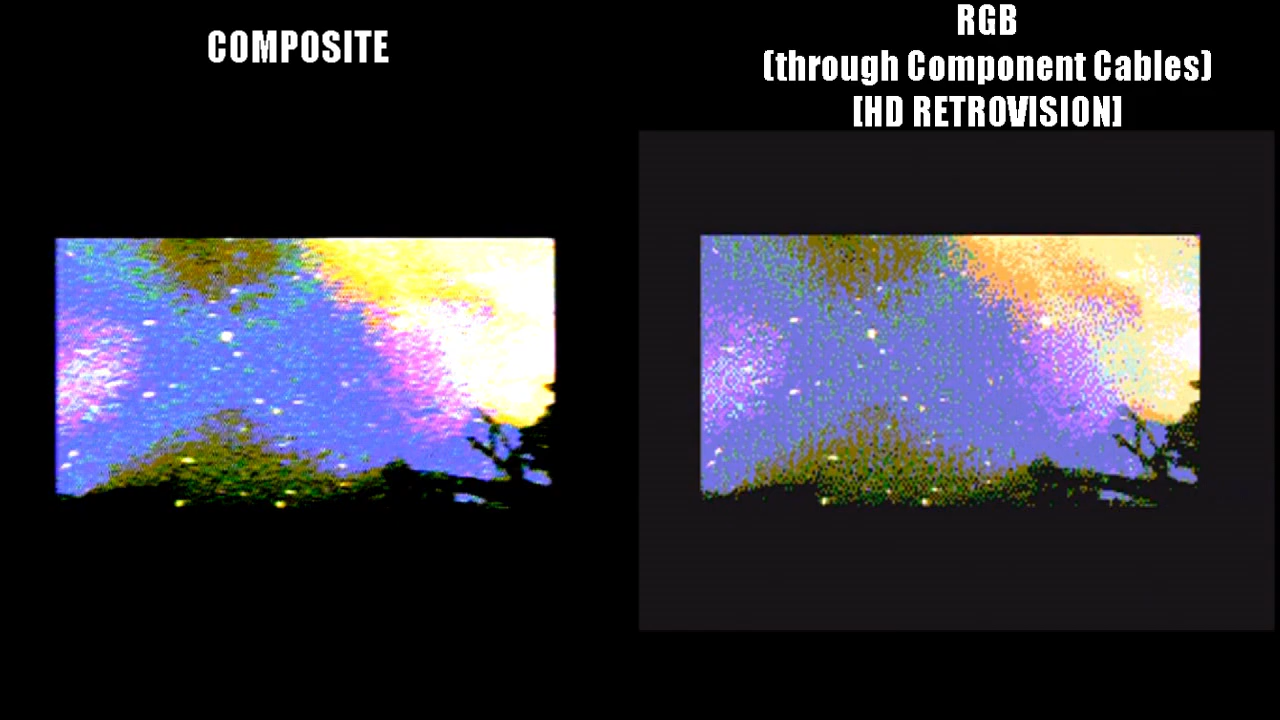 COMPOSITE
RGB
(through Component Cables)
[HD RETROVISION]